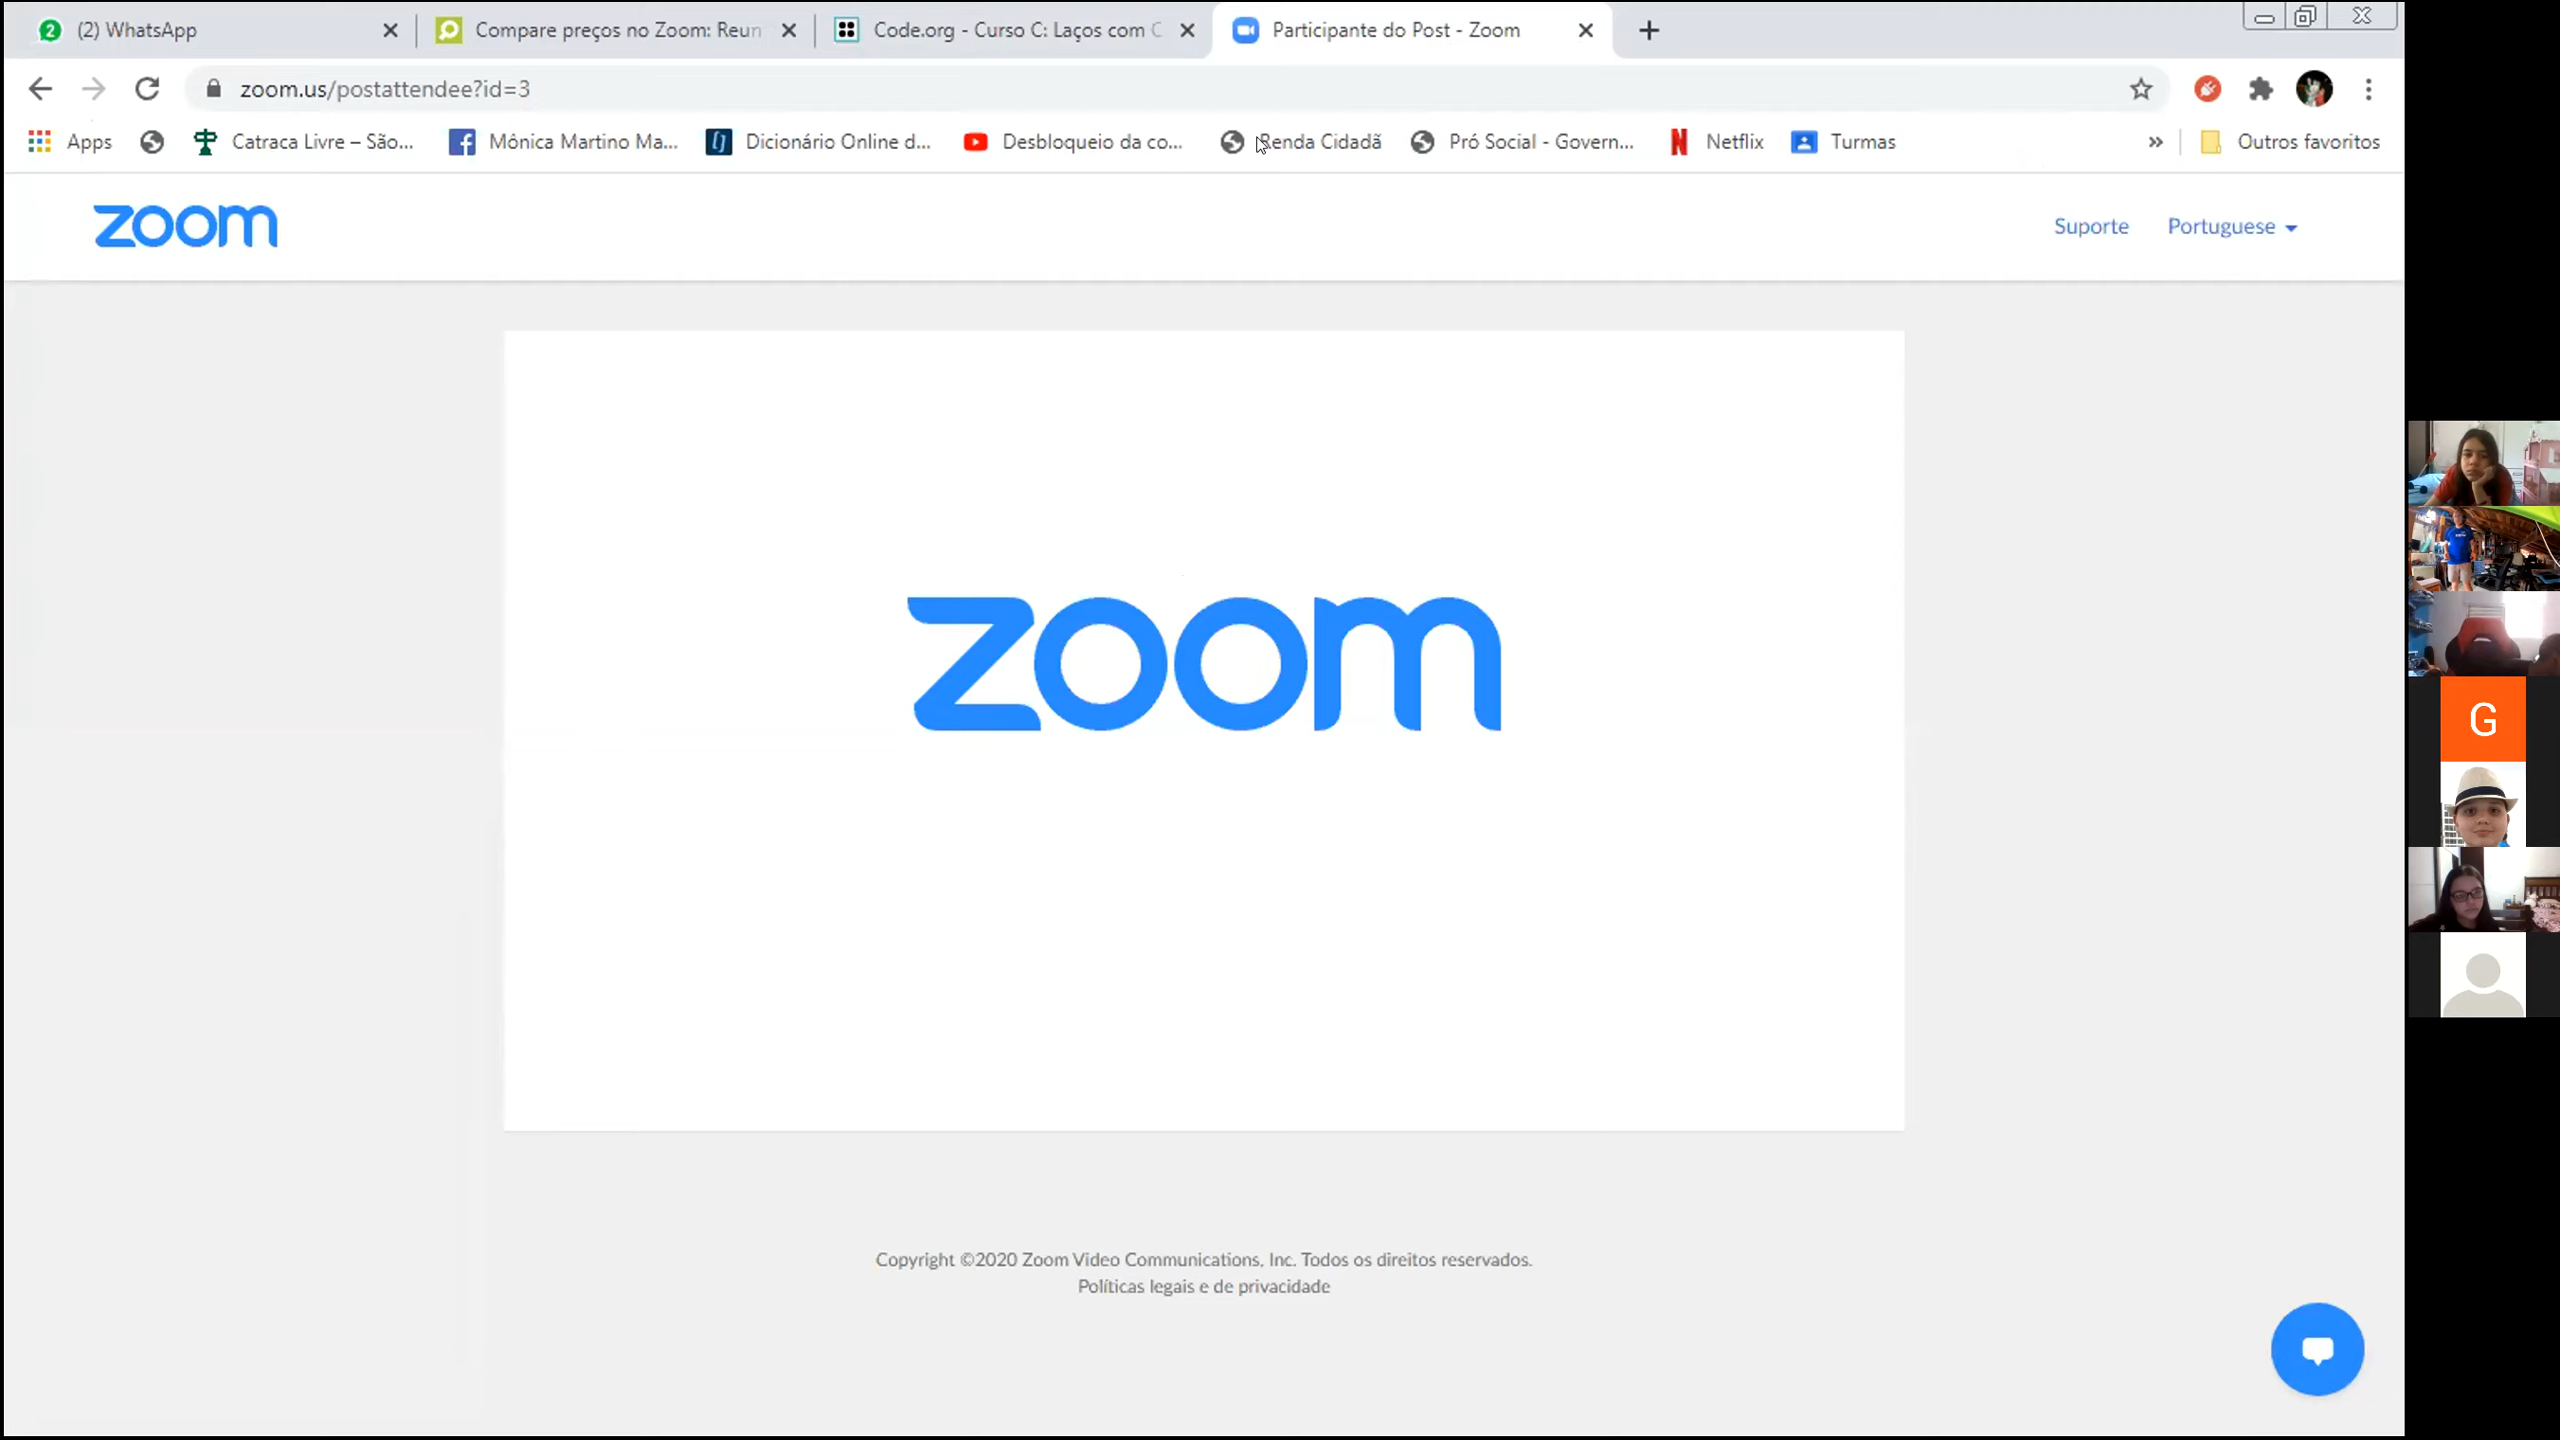 2 (2) WhatsApp
Compare preços no Zoom: Reun
Code.org - Curso C: Laços com C
Participante do Post - Zoom
zoom.us/postattendee?id=3
Apps
Catraca Livre – São...
Mônica Martino Ma...
Dicionário Online d...
Desbloqueio da co...
Renda Cidadã
Pró Social - Govern...
Netflix
Turmas
»
Outros favoritos
zoom
Suporte
Portuguese
zoom
G
Copyright ©2020 Zoom Video Communications, Inc. Todos os direitos reservados.
Políticas legais e de privacidade